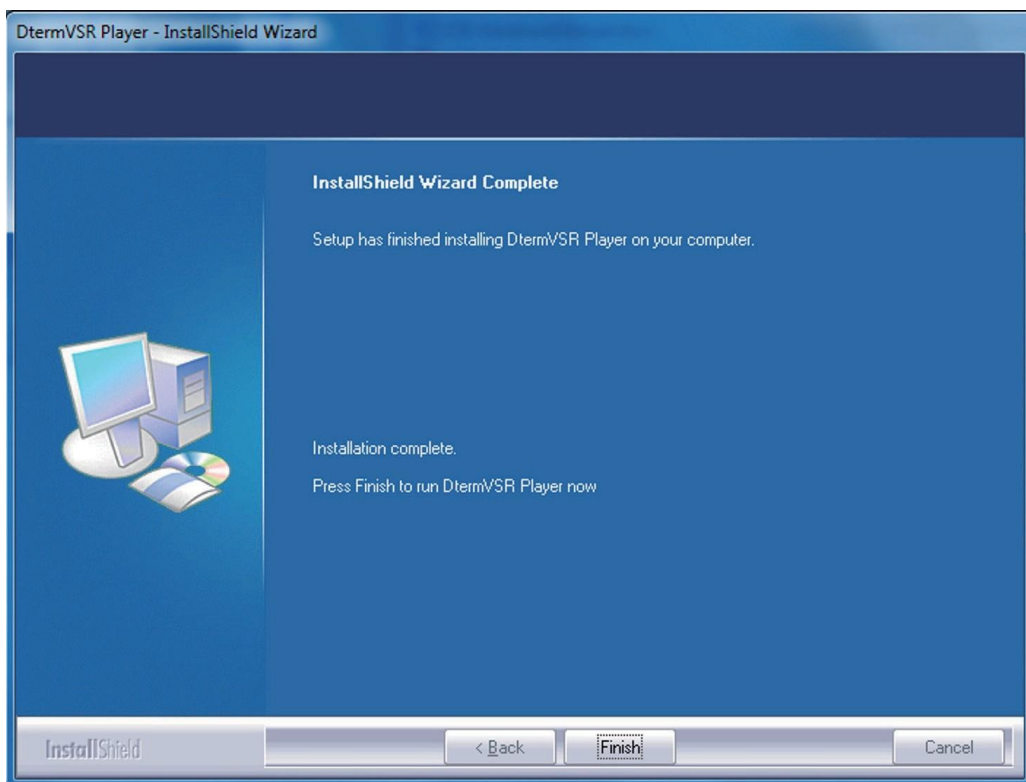 DtermVSR Player - InstallShield Wizard
InstallShield Wizard Complete
Setup has finished installing DtermVSR Player on your computer.
Installation complete.
Press Finish to run DtermVSR Player now
InstallShield
< Back
Finish
Cancel